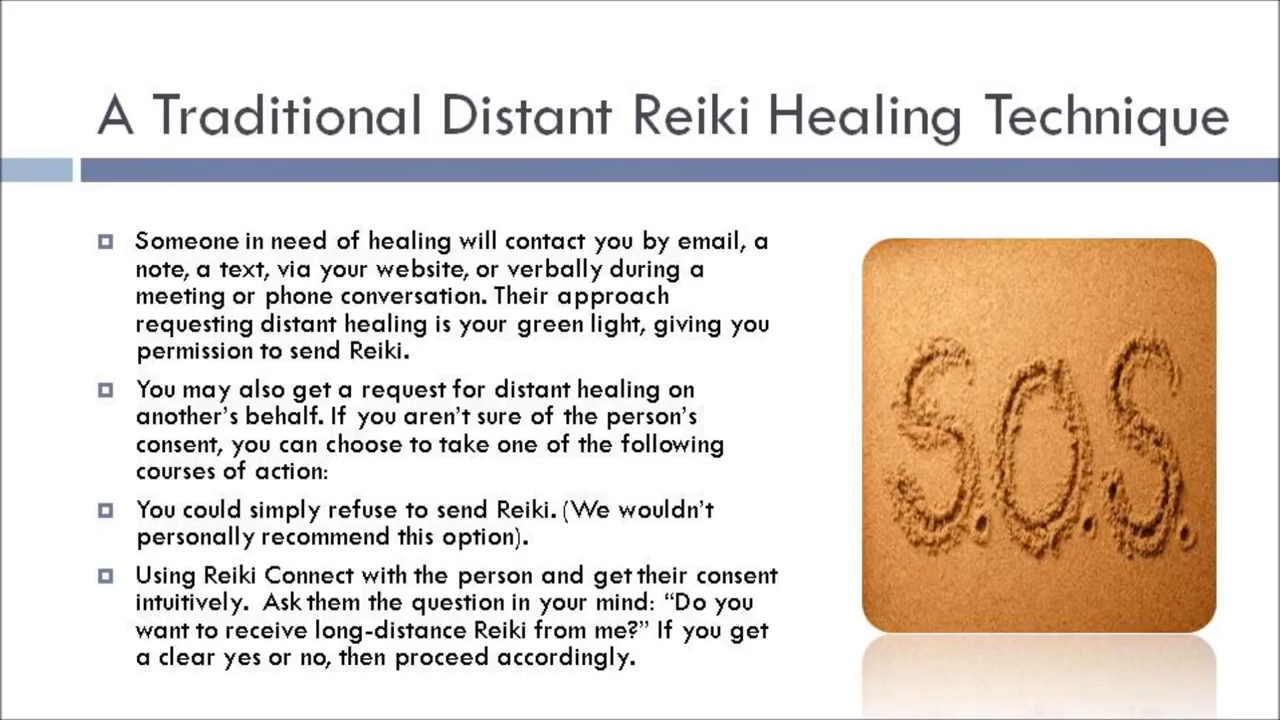 A Traditional Distant Reiki Healing Technique
Someone in need of healing will contact you by email, a
note, a text, via your website, or verbally during a
meeting or phone conversation. Their approach
requesting distant healing is your green light, giving you
permission to send Reiki.
You may also get a request for distant healing on
another's behalf. If you aren't sure of the person's
consent, you can choose to take one of the following
courses of action:
You could simply refuse to send Reiki. (We wouldn't
personally recommend this option).
Using Reiki Connect with the person and get their consent
intuitively.  Ask them the question in your mind: “Do you
want to receive long-distance Reiki from me?” If you get
a clear yes or no, then proceed accordingly.
S.O.S.